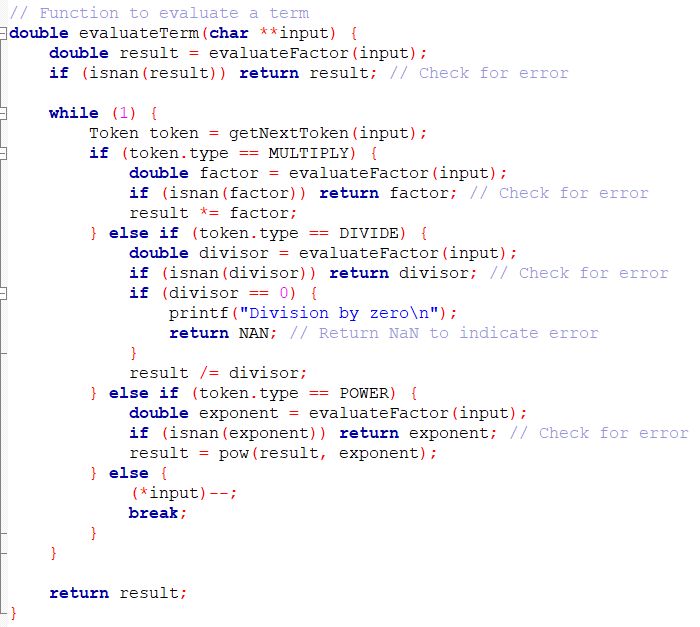 // Function to evaluate a term
double evaluateTerm(char **input) {
    double result = evaluateFactor(input);
    if (isnan(result)) return result; // Check for error

    while (1) {
        Token token = getNextToken(input);
        if (token.type == MULTIPLY) {
            double factor = evaluateFactor(input);
            if (isnan(factor)) return factor; // Check for error
            result *= factor;
        } else if (token.type == DIVIDE) {
            double divisor = evaluateFactor(input);
            if (isnan(divisor)) return divisor; // Check for error
            if (divisor == 0) {
                printf("Division by zero\n");
                return NAN; // Return NaN to indicate error
            }
            result /= divisor;
        } else if (token.type == POWER) {
            double exponent = evaluateFactor(input);
            if (isnan(exponent)) return exponent; // Check for error
            result = pow(result, exponent);
        } else {
            (*input)--;
            break;
        }
    }

    return result;
}